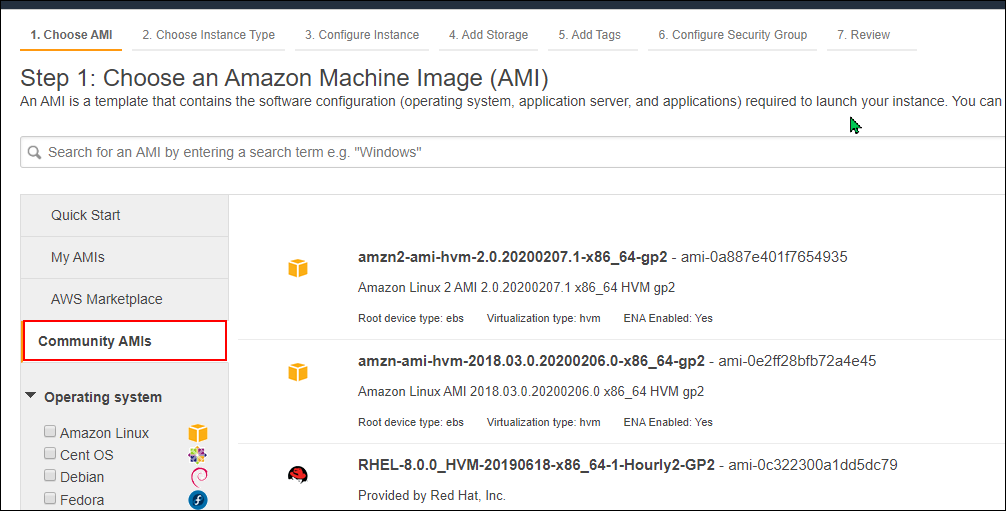 1. Choose AMI 2. Choose Instance Type 3. Configure Instance 4. Add Storage 5. Add Tags 6. Configure Security Group 7. Review
Step 1: Choose an Amazon Machine Image (AMI)
An AMI is a template that contains the software configuration (operating system, application server, and applications) required to launch your instance. You can
Search for an AMI by entering a search term e.g. "Windows"
Quick Start
My AMIs
AWS Marketplace
Community AMIs
Operating system
Amazon Linux
Cent OS
Debian
Fedora
amzn2-ami-hvm-2.0.20200207.1-x86_64-gp2 - ami-0a887e401f7654935
Amazon Linux 2 AMI 2.0.20200207.1 x86_64 HVM gp2
Root device type: ebs Virtualization type: hvm ENA Enabled: Yes
amzn-ami-hvm-2018.03.0.20200206.0-x86_64-gp2 - ami-0e2ff28bfb72a4e45
Amazon Linux AMI 2018.03.0.20200206.0 x86_64 HVM gp2
Root device type: ebs Virtualization type: hvm ENA Enabled: Yes
RHEL-8.0.0_HVM-20190618-x86_64-1-Hourly2-GP2 - ami-0c322300a1dd5dc79
Provided by Red Hat, Inc.